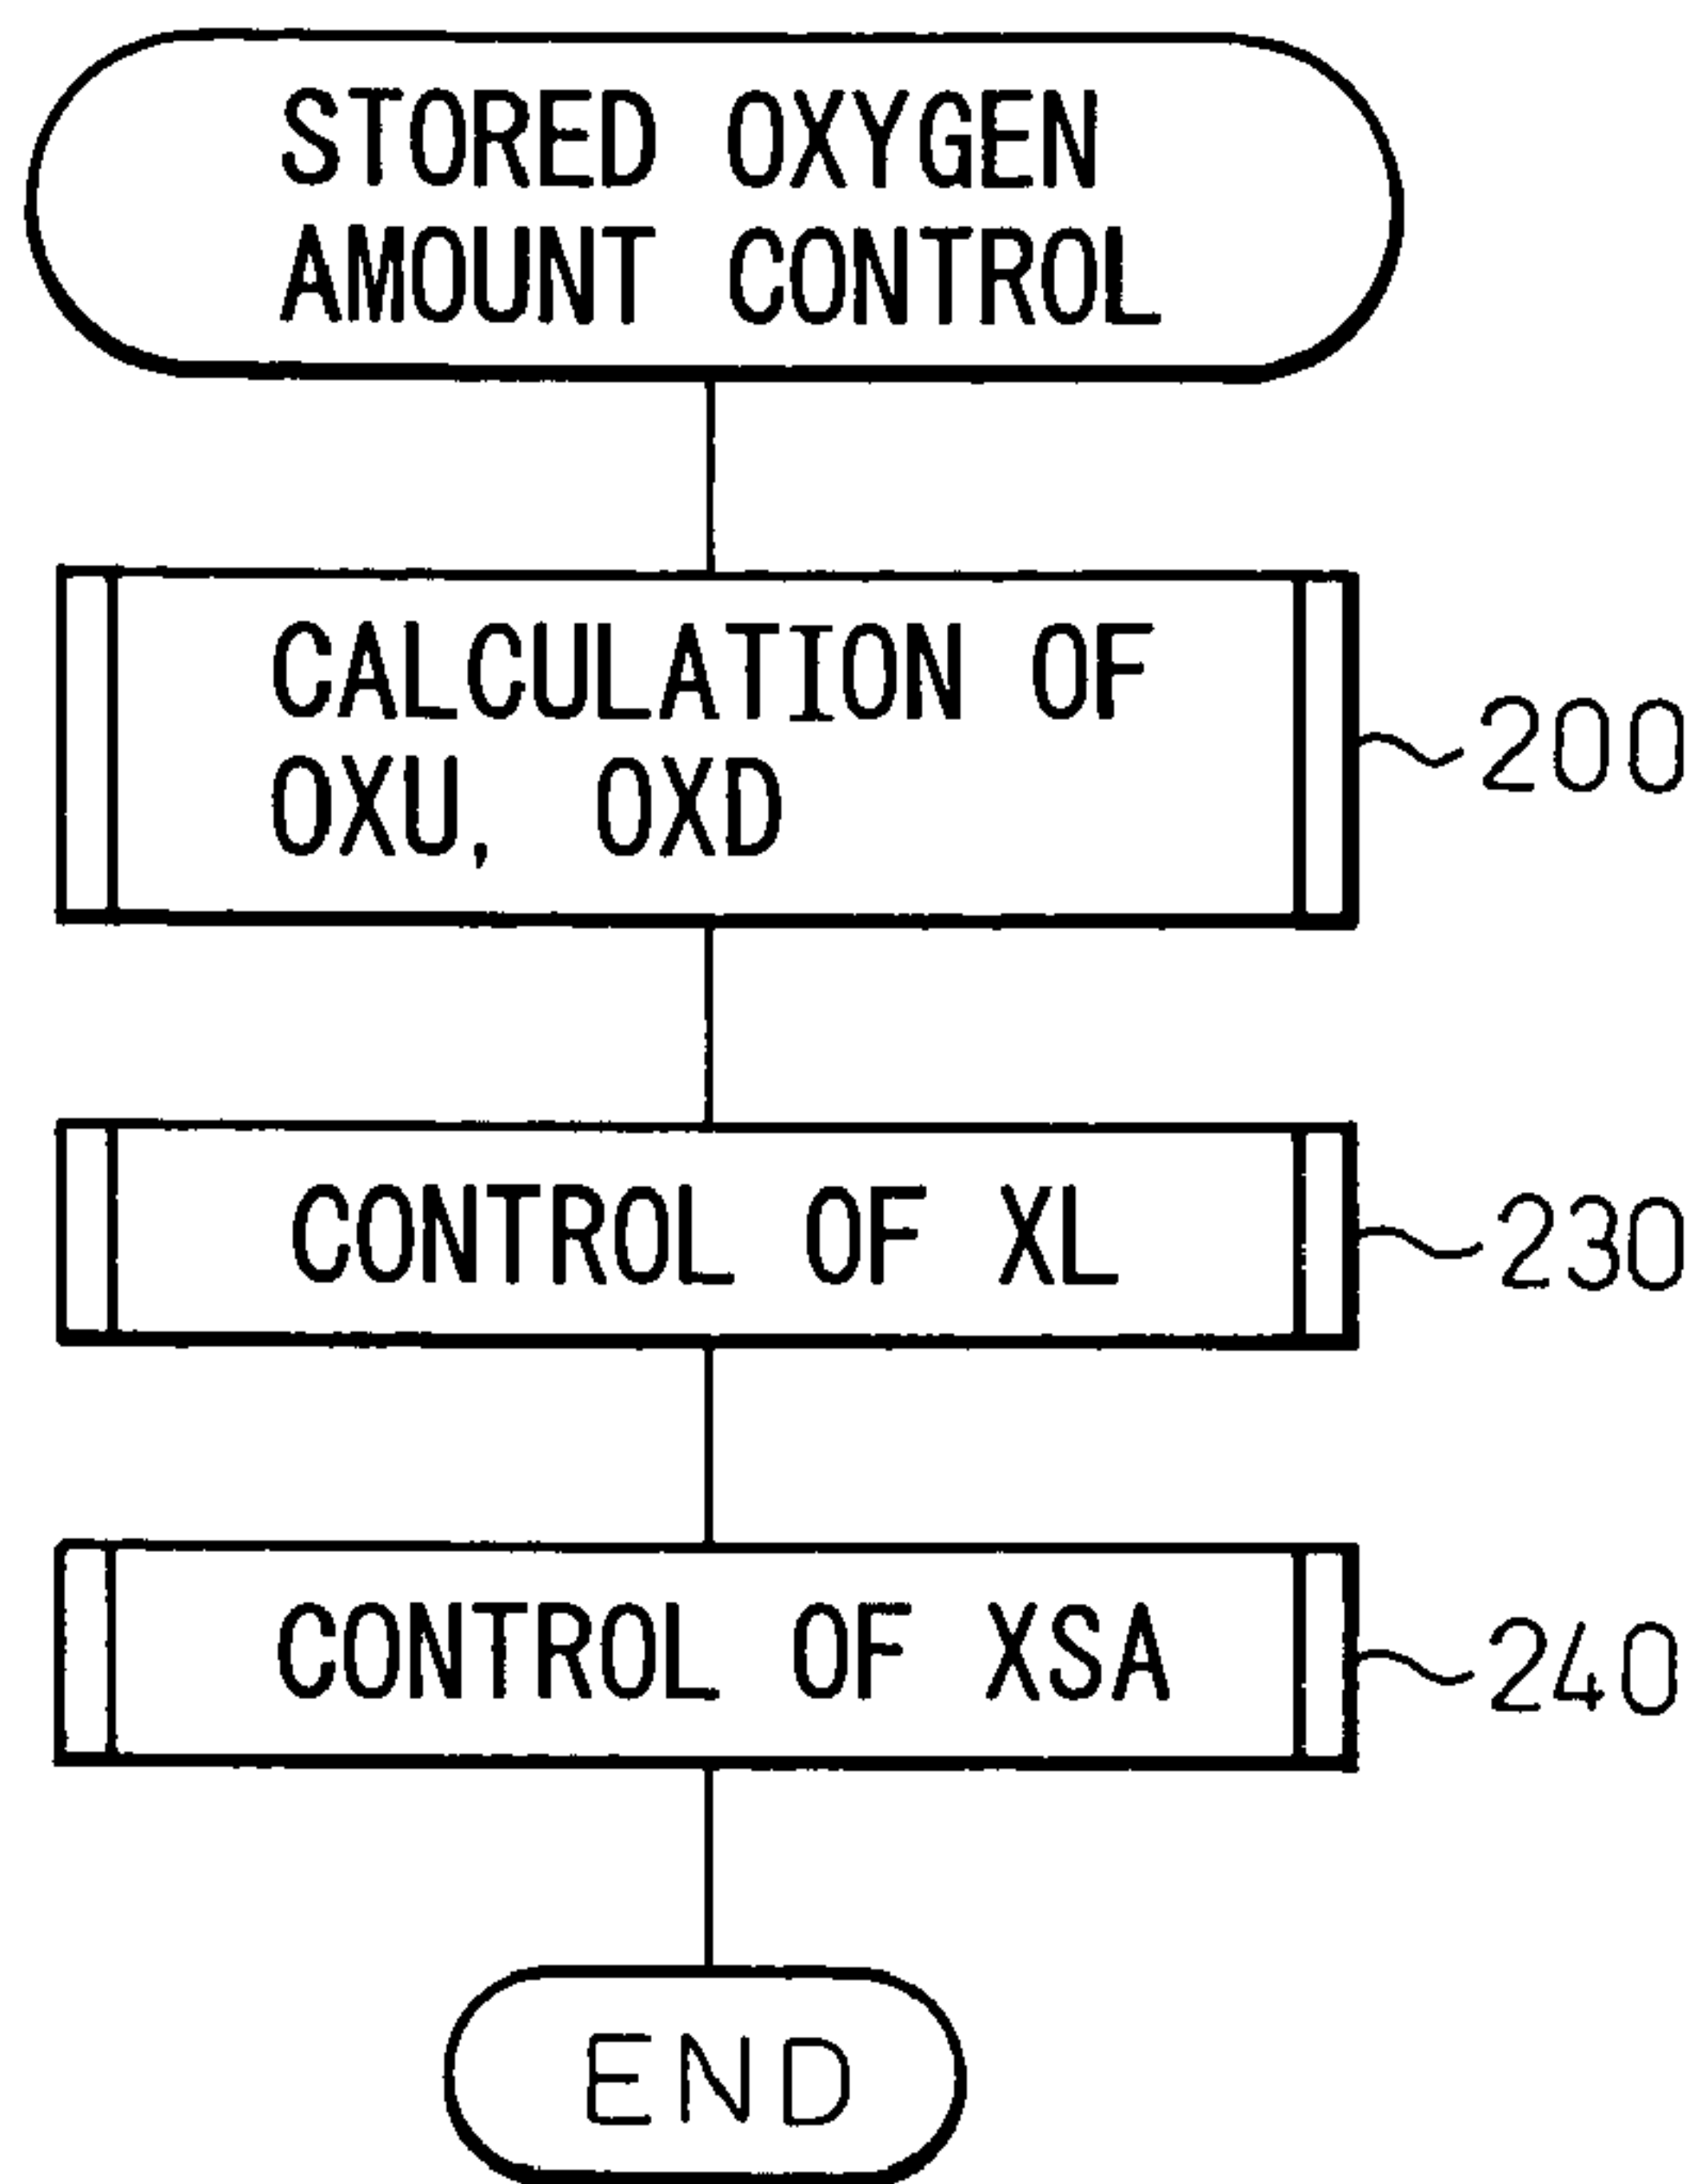 STORED OXYGEN
AMOUNT CONTROL
CALCULATION OF
OXU, OXD
200
CONTROL OF XL
230
CONTROL OF XSA
240
END